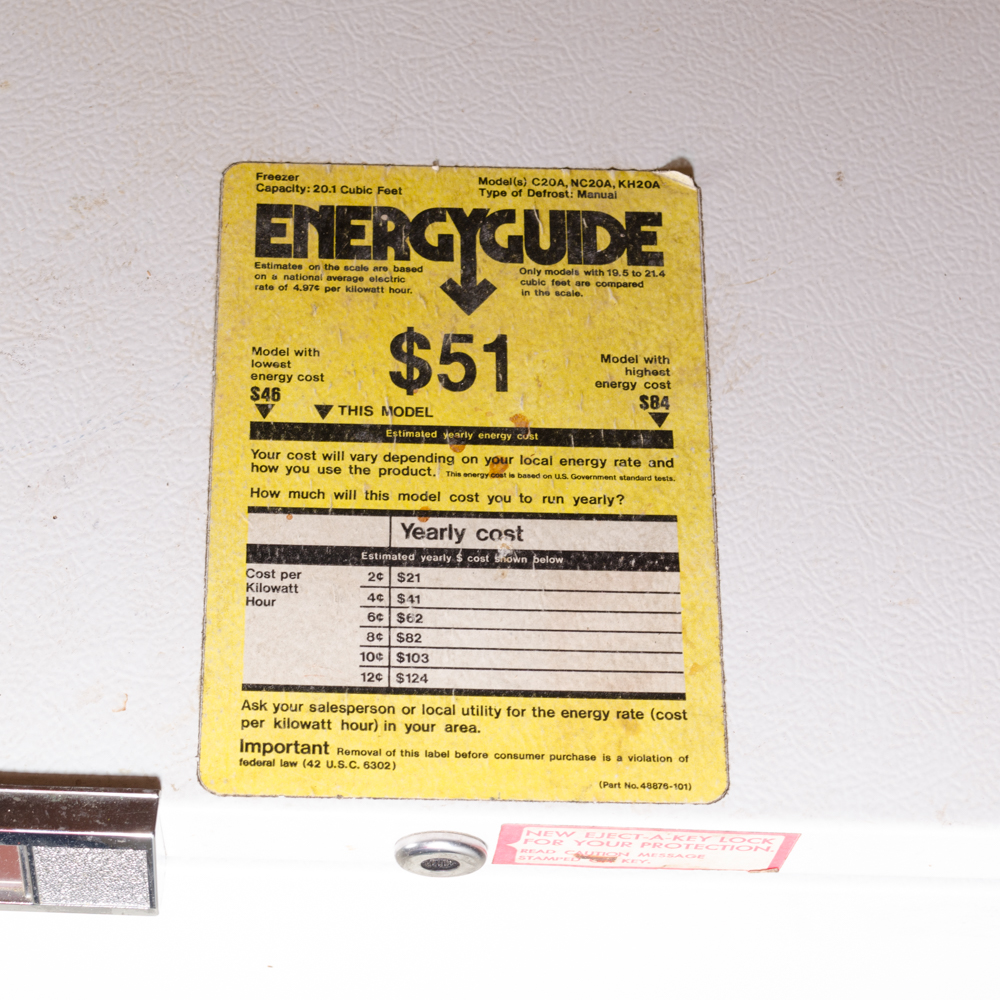 Freezer
Capacity: 20.1 Cubic Feet
Model(s) C20A, NC20A, KH20A
Type of Defrost: Manual
ENERGYGUIDE
Estimates on the scale are based
on a national average electric
rate of 4.97¢ per kilowatt hour.
Only models with 19.5 to 21.4
cubic feet are compared
in the scale.
$51
Model with
lowest
energy cost
$46
Model with
highest
energy cost
$84
THIS MODEL
Estimated yearly energy cost
Your cost will vary depending on your local energy rate and
how you use the product. This energy cost is based on U.S. Government standard tests.
How much will this model cost you to run yearly?
Yearly cost
Estimated yearly $ cost shown below
Cost per
Kilowatt
Hour
2¢ $21
4¢ $41
6¢ $62
8¢ $82
10¢ $103
12¢ $124
Ask your salesperson or local utility for the energy rate (cost
per kilowatt hour) in your area.
Important Removal of this label before consumer purchase is a violation of
federal law (42 U.S.C. 6302)
(Part No. 48876-101)
NEW EJECT-A-KEY LOCK
FOR YOUR PROTECTION.
READ CAUTION MESSAGE
STAMPED KEY.